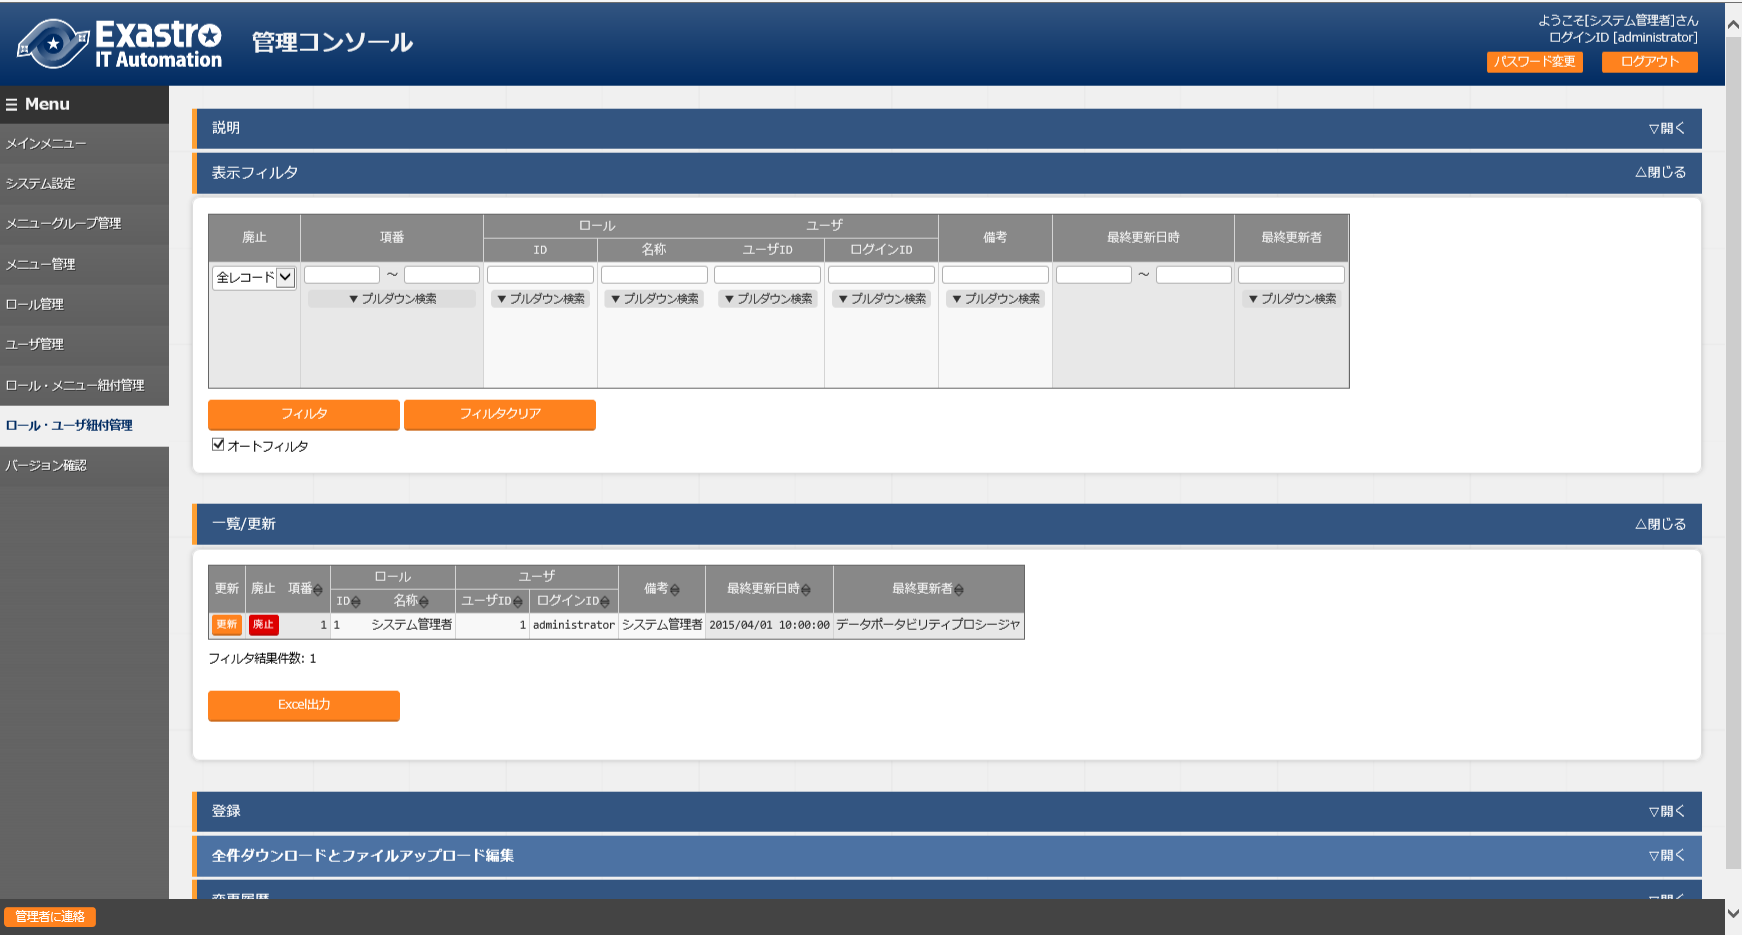 Exastro
IT Automation
管理コンソール
ようこそ[システム管理者]さん
ログインID [administrator]
パスワード変更 ログアウト
☰ Menu
メインメニュー
システム設定
メニューグループ管理
メニュー管理
ロール管理
ユーザ管理
ロール・メニュー紐付管理
ロール・ユーザ紐付管理
バージョン確認
説明 ▽開く
表示フィルタ △閉じる
廃止 項番 ロール ユーザ 備考 最終更新日時 最終更新者
ID 名称 ユーザID ログインID
全レコード ～ ～
▼プルダウン検索 ▼プルダウン検索 ▼プルダウン検索 ▼プルダウン検索 ▼プルダウン検索 ▼プルダウン検索 ▼プルダウン検索
フィルタ フィルタクリア
オートフィルタ
一覧/更新 △閉じる
更新 廃止 項番 ロール ユーザ 備考 最終更新日時 最終更新者
ID 名称 ユーザID ログインID
更新 廃止 1 1 システム管理者 1 administrator システム管理者 2015/04/01 10:00:00 データポータビリティプロシージャ
フィルタ結果件数: 1
Excel出力
登録 ▽開く
全件ダウンロードとファイルアップロード編集 ▽開く
変更履歴 ▽開く
管理者に連絡